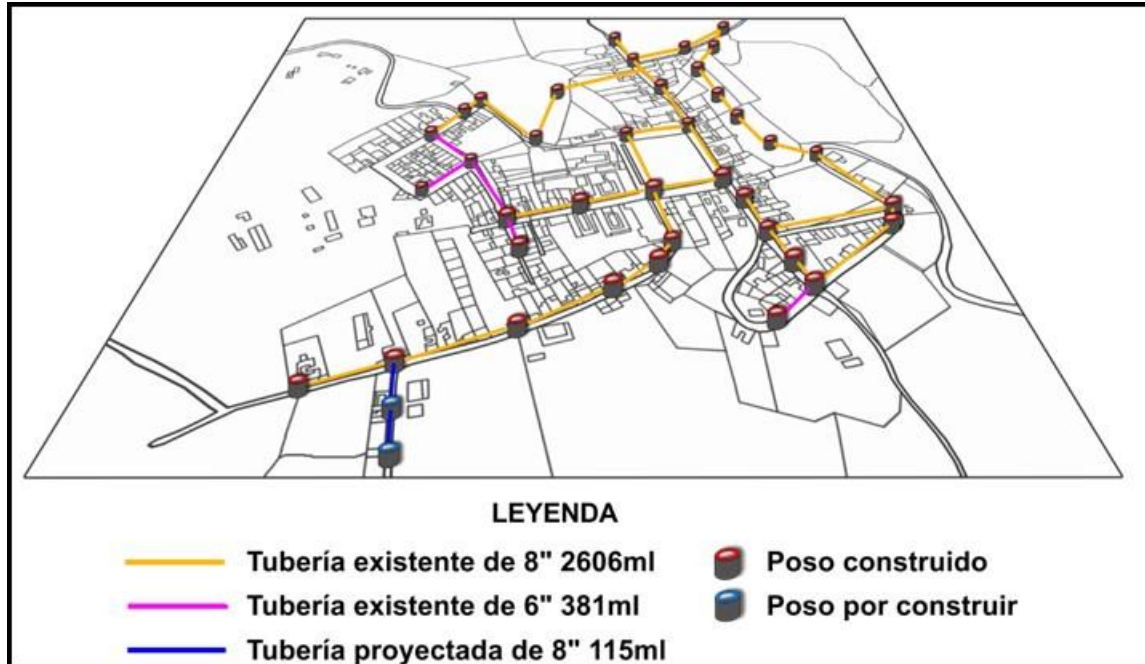 LEYENDA
Tubería existente de 8" 2606ml
Tubería existente de 6" 381ml
Tubería proyectada de 8" 115ml
Poso construido
Poso por construir